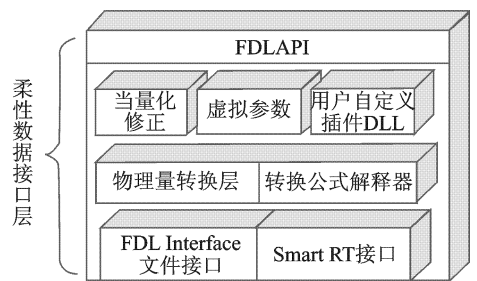 柔性数据接口层
FDLAPI
当量化
修正
虚拟参数
用户自定义
插件DLL
物理量转换层
转换公式解释器
FDL Interface
文件接口
Smart RT接口